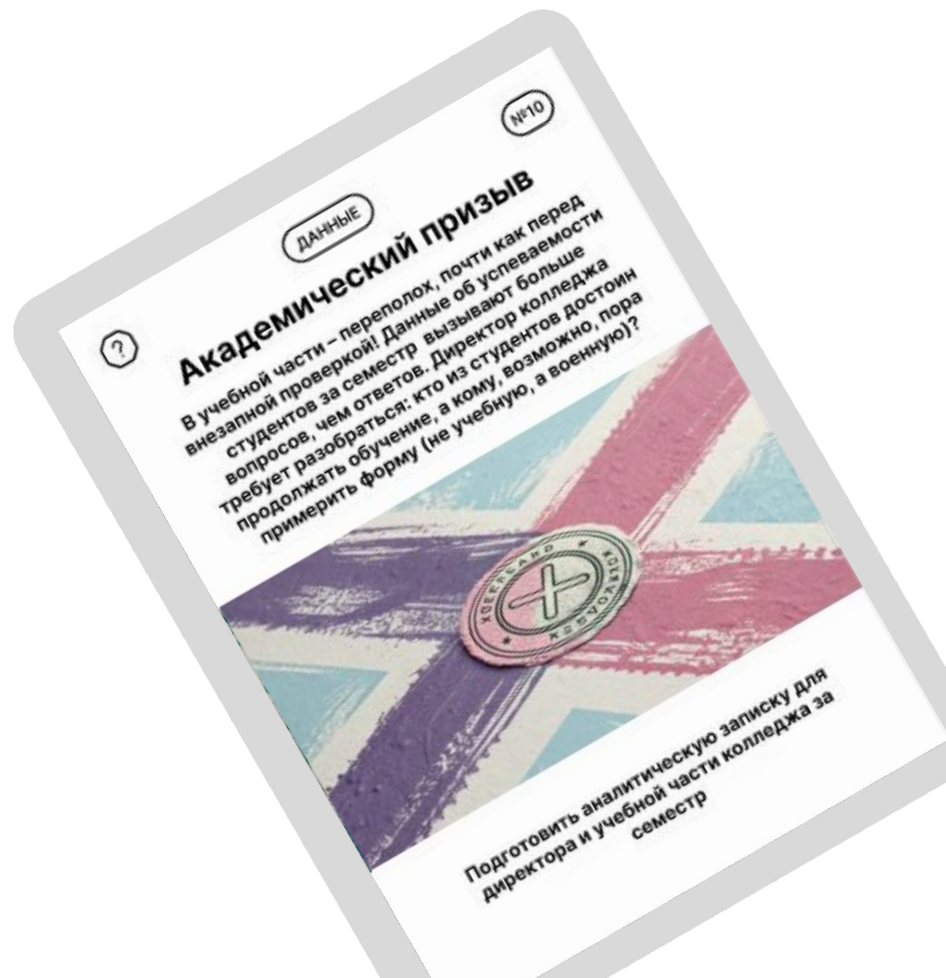 №10
ДАННЫЕ
?
Академический призыв
В учебной части – переполох, почти как перед
внезапной проверкой! Данные об успеваемости
студентов за семестр вызывают больше
вопросов, чем ответов. Директор колледжа
требует разобраться: кто из студентов достоин
продолжать обучение, а кому, возможно, пора
примерить форму (не учебную, а военную)?
Подготовить аналитическую записку для
директора и учебной части колледжа за
семестр